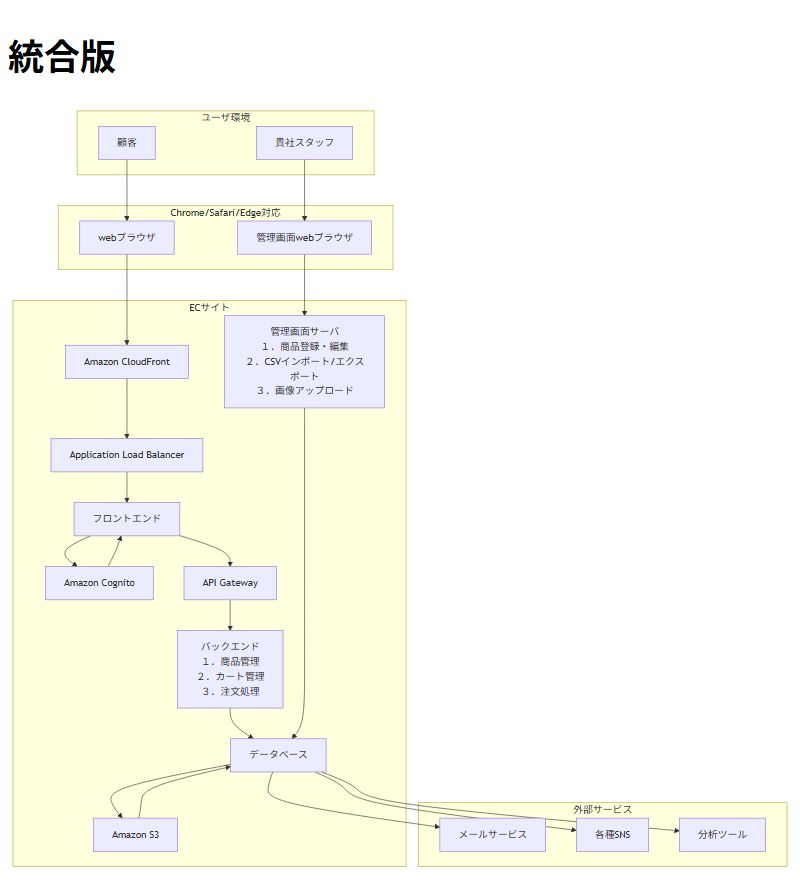 統合版
ユーザ環境
顧客
貴社スタッフ
Chrome/Safari/Edge対応
webブラウザ
管理画面webブラウザ
ECサイト
管理画面サーバ
１．商品登録・編集
２．CSVインポート/エクス
ポート
３．画像アップロード
Amazon CloudFront
Application Load Balancer
フロントエンド
Amazon Cognito
API Gateway
バックエンド
１．商品管理
２．カート管理
３．注文処理
データベース
Amazon S3
外部サービス
メールサービス
各種SNS
分析ツール